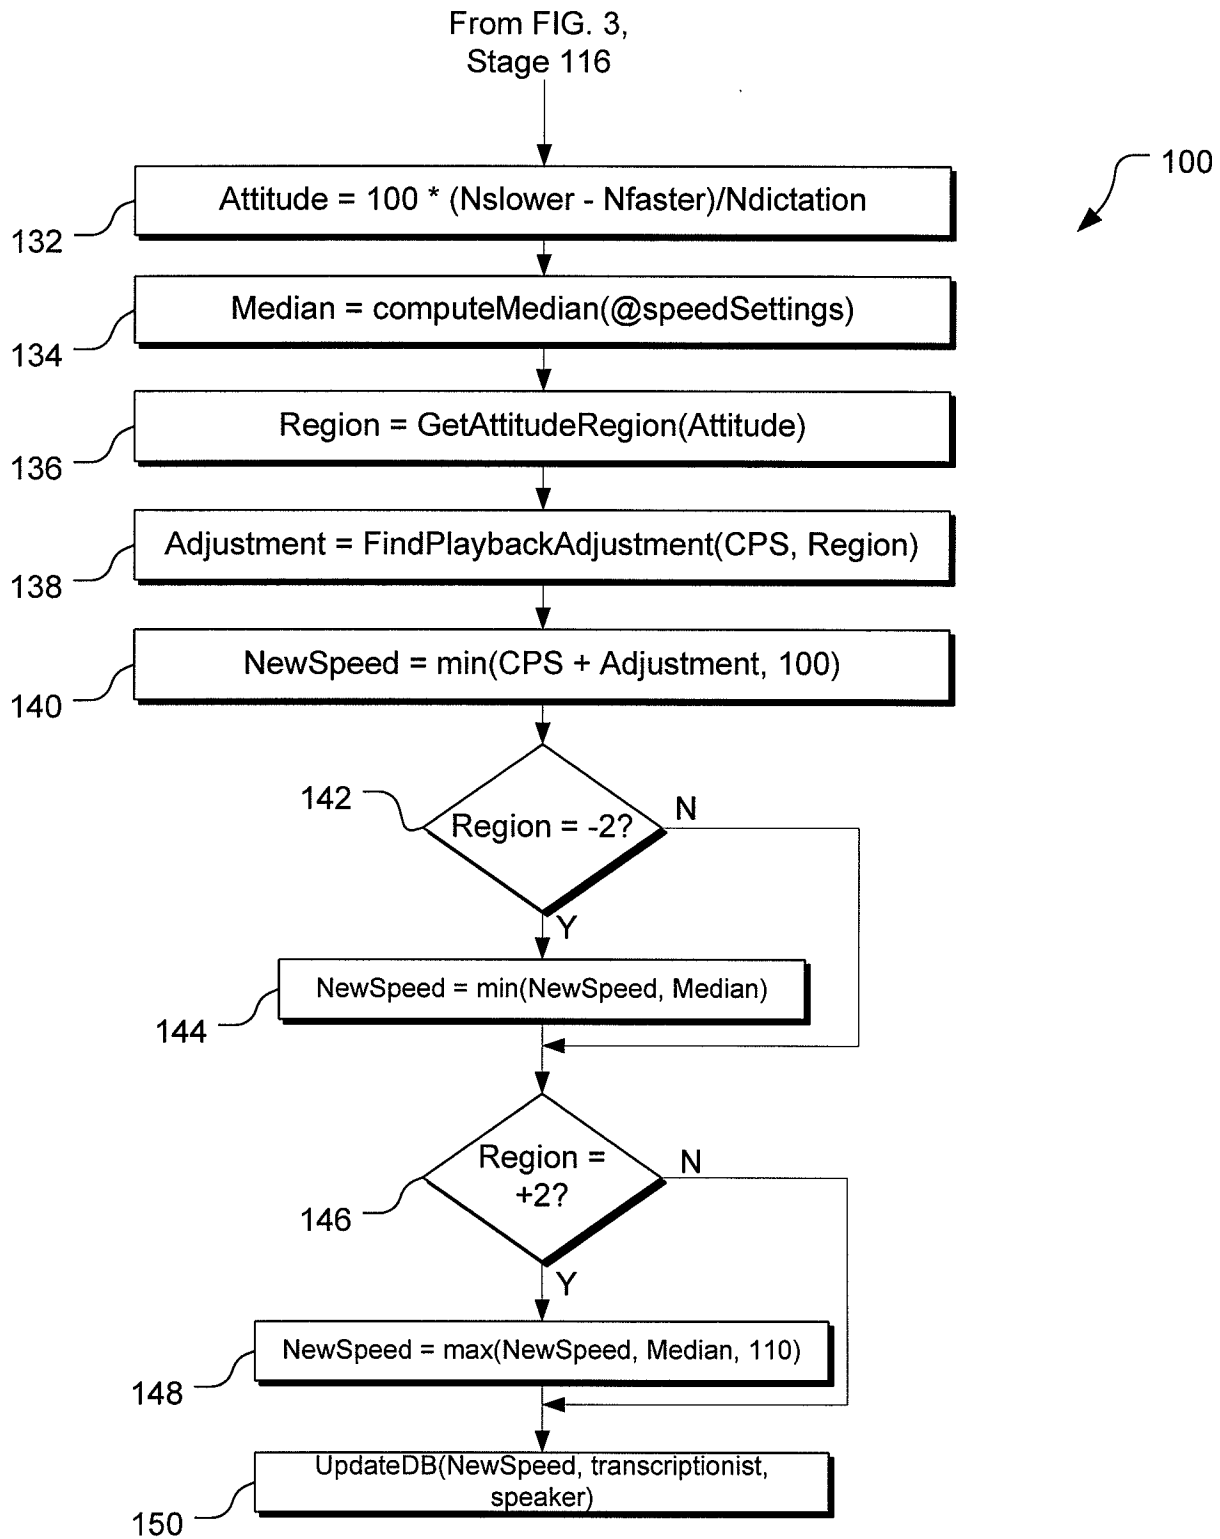 From FIG. 3,
Stage 116
100
Attitude = 100 * (Nslower - Nfaster)/Ndictation
132
Median = computeMedian(@speedSettings)
134
Region = GetAttitudeRegion(Attitude)
136
Adjustment = FindPlaybackAdjustment(CPS, Region)
138
NewSpeed = min(CPS + Adjustment, 100)
140
142
Region = -2?
N
Y
NewSpeed = min(NewSpeed, Median)
144
Region =
+2?
N
146
Y
NewSpeed = max(NewSpeed, Median, 110)
148
UpdateDB(NewSpeed, transcriptionist,
speaker)
150